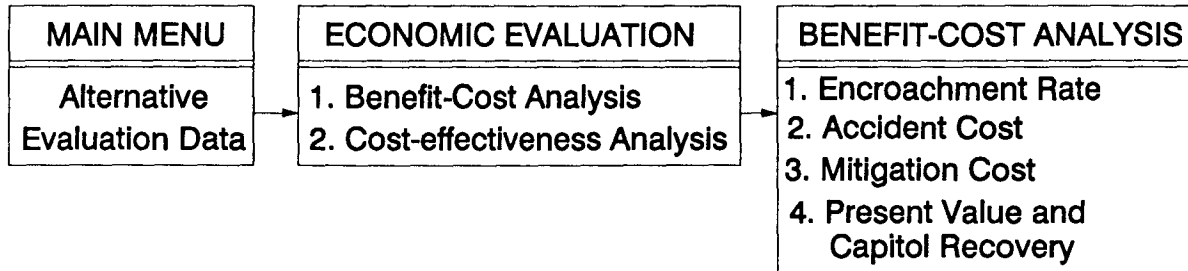 MAIN MENU
Alternative
Evaluation Data
ECONOMIC EVALUATION
1. Benefit-Cost Analysis
2. Cost-effectiveness Analysis
BENEFIT-COST ANALYSIS
1. Encroachment Rate
2. Accident Cost
3. Mitigation Cost
4. Present Value and
Capitol Recovery